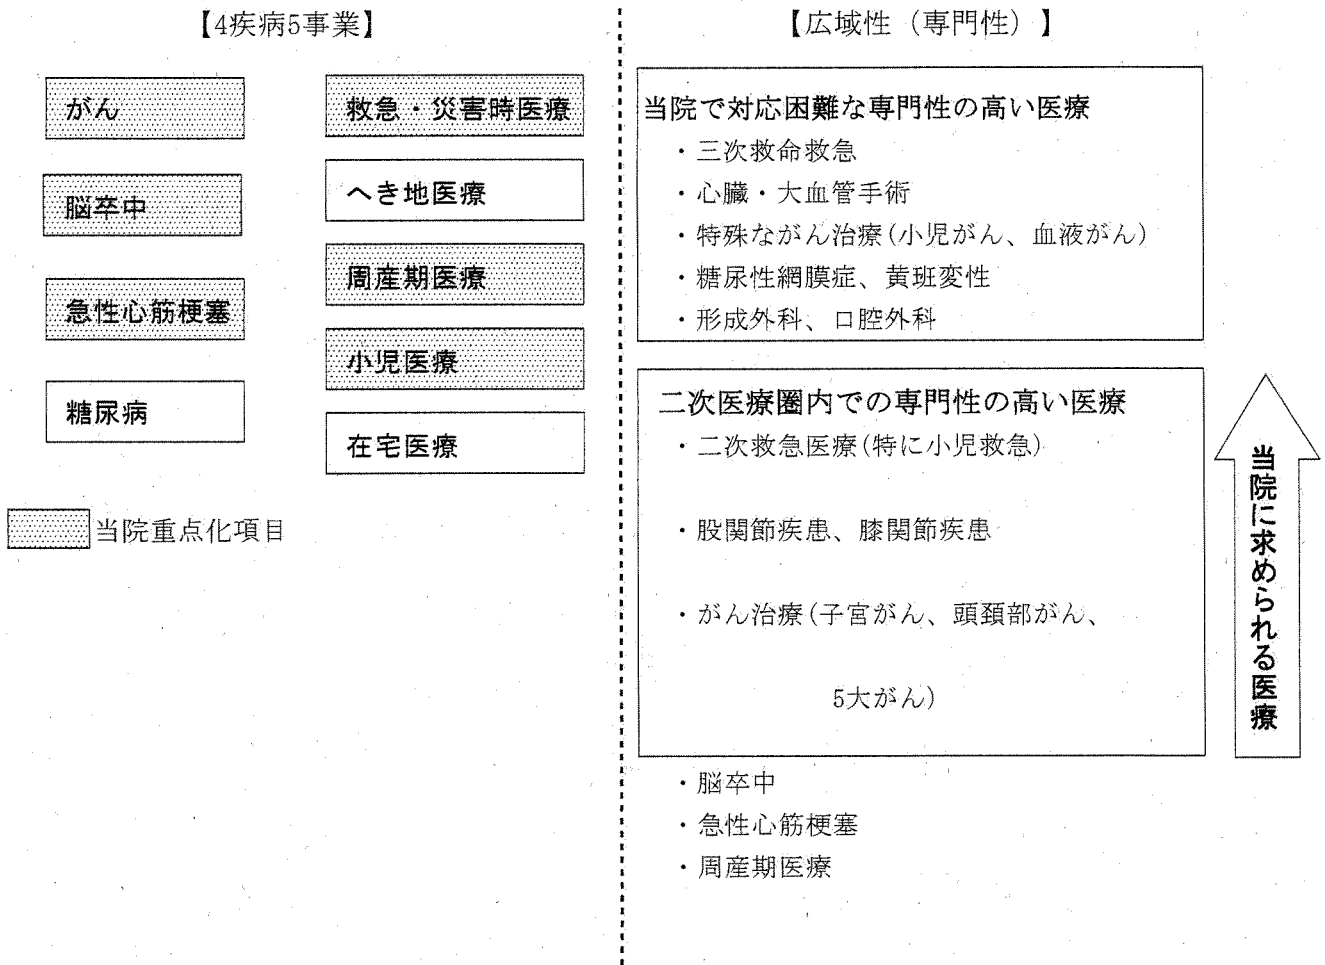 【4疾病5事業】
がん
脳卒中
急性心筋梗塞
糖尿病
救急・災害時医療
へき地医療
周産期医療
小児医療
在宅医療
当院重点化項目
【広域性（専門性）】
当院で対応困難な専門性の高い医療
・三次救命救急
・心臓・大血管手術
・特殊ながん治療(小児がん、血液がん)
・糖尿性網膜症、黄斑変性
・形成外科、口腔外科
二次医療圏内での専門性の高い医療
・二次救急医療(特に小児救急)
・股関節疾患、膝関節疾患
・がん治療(子宮がん、頭頚部がん、
5大がん)
・脳卒中
・急性心筋梗塞
・周産期医療
当院に求められる医療